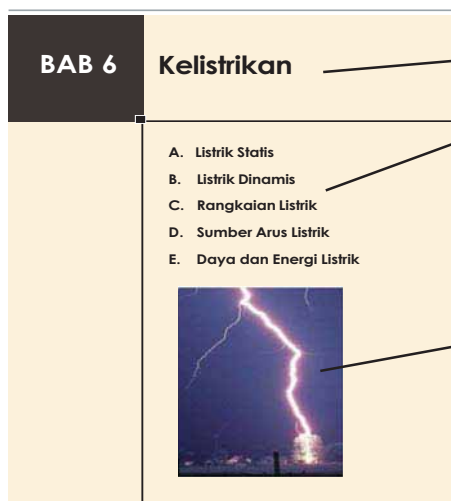 BAB 6
Kelistrikan
A. Listrik Statis
B. Listrik Dinamis
C. Rangkaian Listrik
D. Sumber Arus Listrik
E. Daya dan Energi Listrik